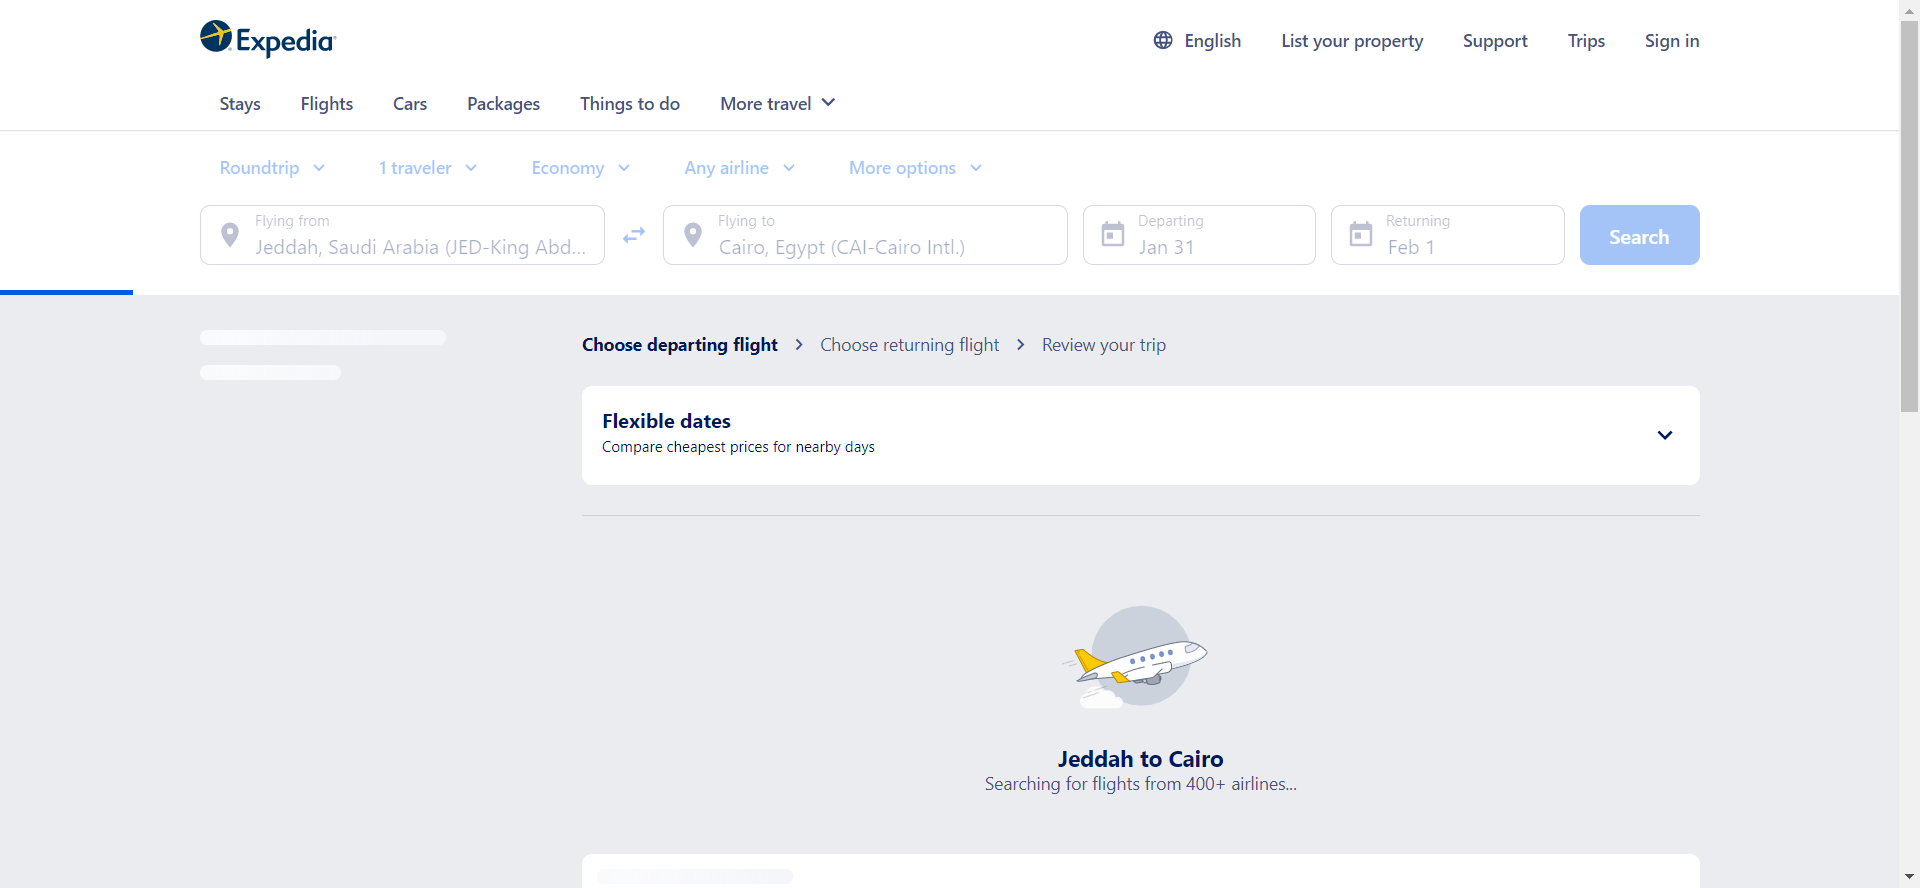 Expedia
English
List your property
Support
Trips
Sign in
Stays
Flights
Cars
Packages
Things to do
More travel
Roundtrip
1 traveler
Economy
Any airline
More options
Flying from
Jeddah, Saudi Arabia (JED-King Abd...
Flying to
Cairo, Egypt (CAI-Cairo Intl.)
Departing
Jan 31
Returning
Feb 1
Search
Choose departing flight
Choose returning flight
Review your trip
Flexible dates
Compare cheapest prices for nearby days
Jeddah to Cairo
Searching for flights from 400+ airlines...